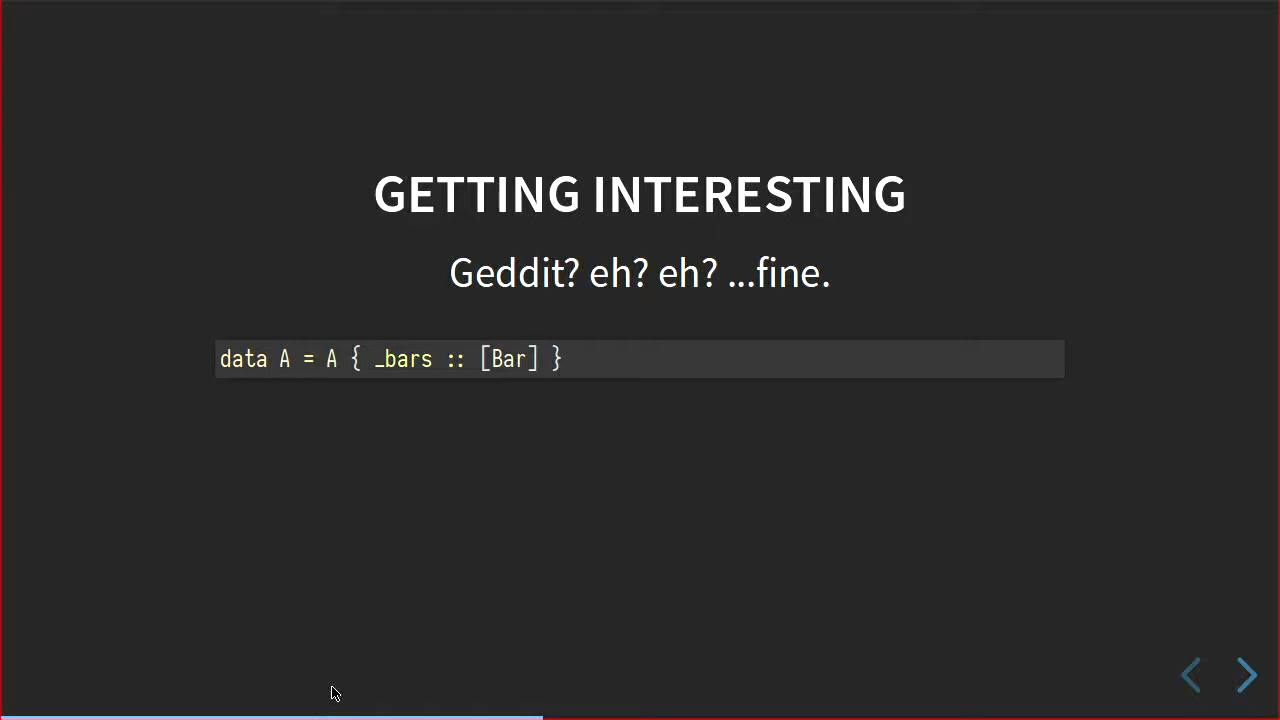 GETTING INTERESTING
Geddit? eh? eh? ...fine.
data A = A { _bars :: [Bar] }